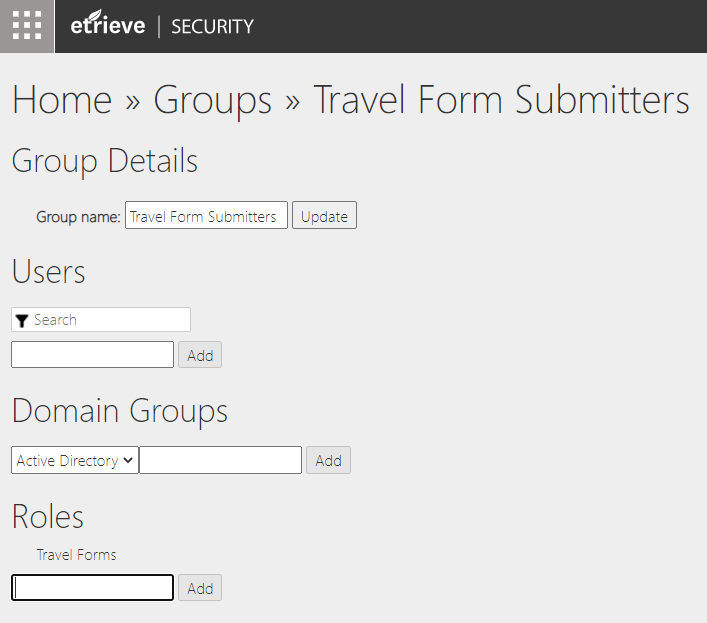 etrieve | SECURITY
Home » Groups » Travel Form Submitters
Group Details
Group name: Travel Form Submitters Update
Users
Search
Add
Domain Groups
Active Directory Add
Roles
Travel Forms
Add